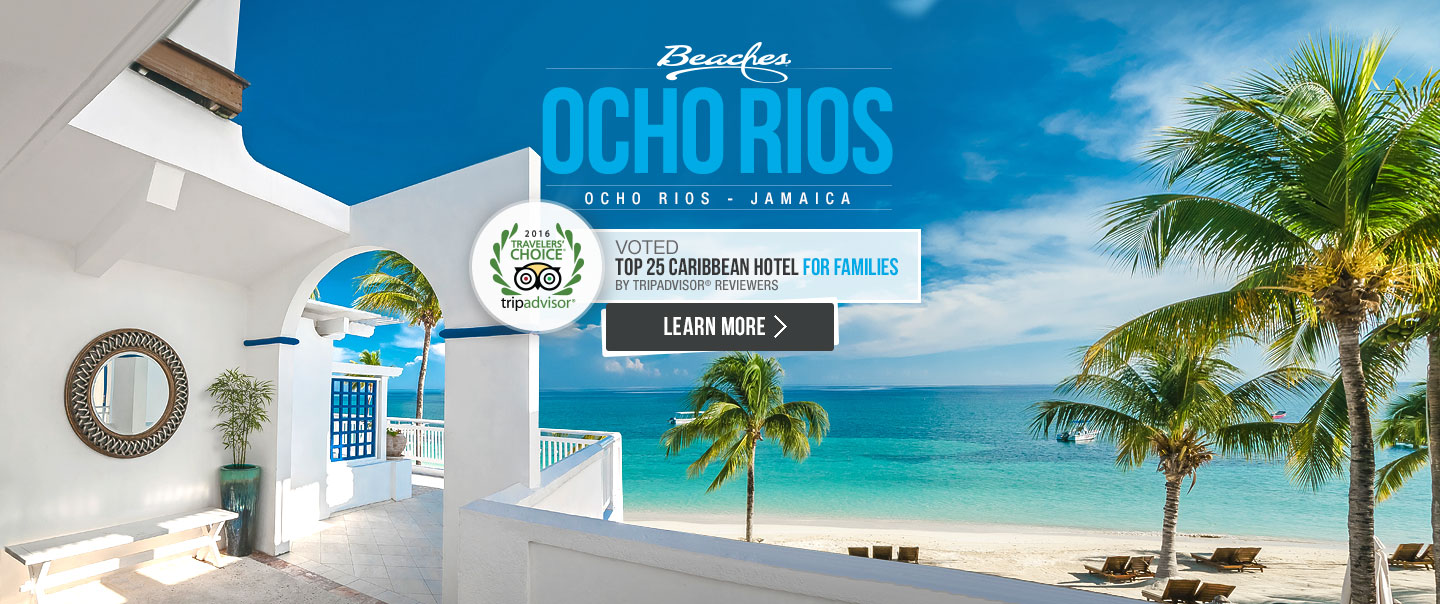 Beaches
OCHO RIOS
OCHO RIOS - JAMAICA
2016
TRAVELERS'
CHOICE™
tripadvisor®
VOTED
TOP 25 CARIBBEAN HOTEL FOR FAMILIES
BY TRIPADVISOR® REVIEWERS
LEARN MORE >